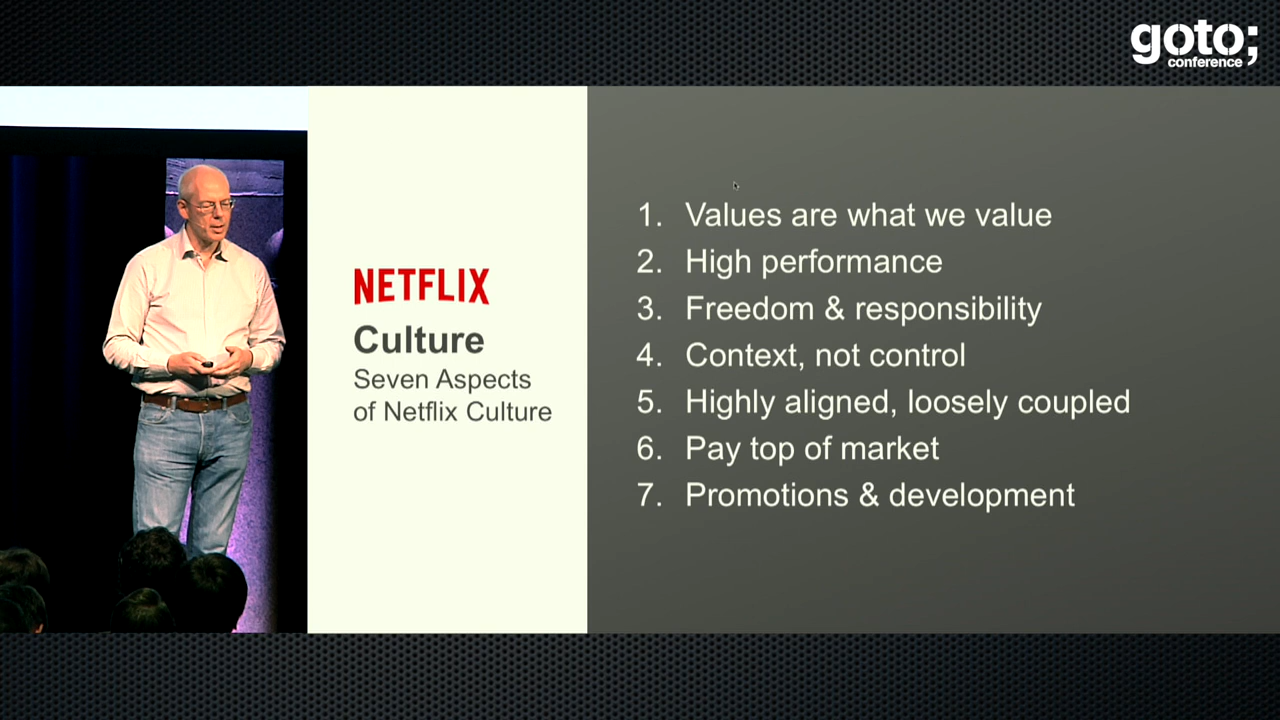 goto;
conference
NETFLIX
Culture
Seven Aspects
of Netflix Culture
1. Values are what we value
2. High performance
3. Freedom & responsibility
4. Context, not control
5. Highly aligned, loosely coupled
6. Pay top of market
7. Promotions & development